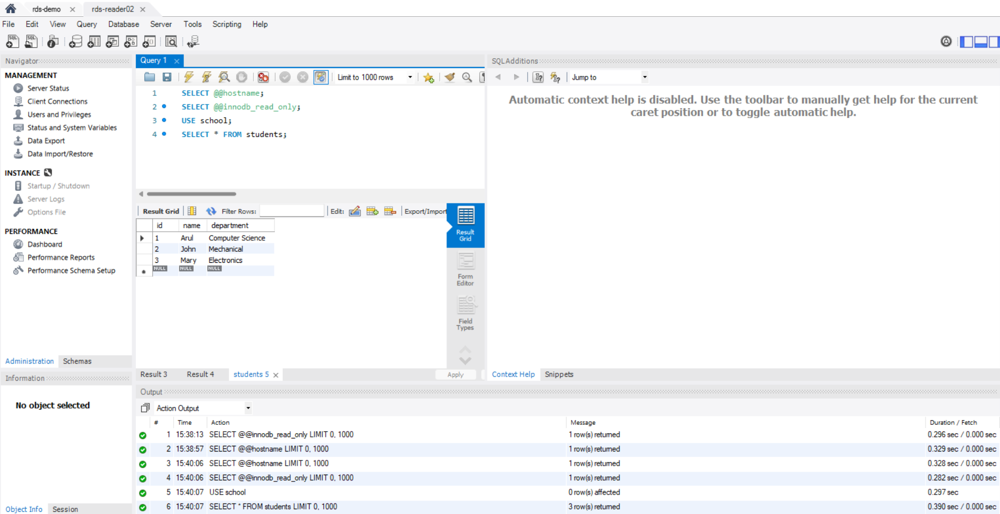 rds-demo
rds-reader02
File Edit View Query Database Server Tools Scripting Help
Navigator
MANAGEMENT
Server Status
Client Connections
Users and Privileges
Status and System Variables
Data Export
Data Import/Restore
INSTANCE
Startup / Shutdown
Server Logs
Options File
PERFORMANCE
Dashboard
Performance Reports
Performance Schema Setup
Administration Schemas
Information
No object selected
Object Info Session
Query 1
Limit to 1000 rows
1 SELECT @@hostname;
2 SELECT @@innodb_read_only;
3 USE school;
4 SELECT * FROM students;
Result Grid Filter Rows: Edit: Export/Import
id name department
1 Arul Computer Science
2 John Mechanical
3 Mary Electronics
NULL NULL NULL
Result Grid
Form Editor
Field Types
Result 3 Result 4 students 5 Apply
SQLAdditions
Jump to
Automatic context help is disabled. Use the toolbar to manually get help for the current
caret position or to toggle automatic help.
Context Help Snippets
Output
Action Output
# Time Action Message Duration / Fetch
1 15:38:13 SELECT @@innodb_read_only LIMIT 0, 1000 1 row(s) returned 0.296 sec / 0.000 sec
2 15:38:57 SELECT @@hostname LIMIT 0, 1000 1 row(s) returned 0.329 sec / 0.000 sec
3 15:40:06 SELECT @@hostname LIMIT 0, 1000 1 row(s) returned 0.328 sec / 0.000 sec
4 15:40:06 SELECT @@innodb_read_only LIMIT 0, 1000 1 row(s) returned 0.282 sec / 0.000 sec
5 15:40:07 USE school 0 row(s) affected 0.297 sec
6 15:40:07 SELECT * FROM students LIMIT 0, 1000 3 row(s) returned 0.390 sec / 0.000 sec